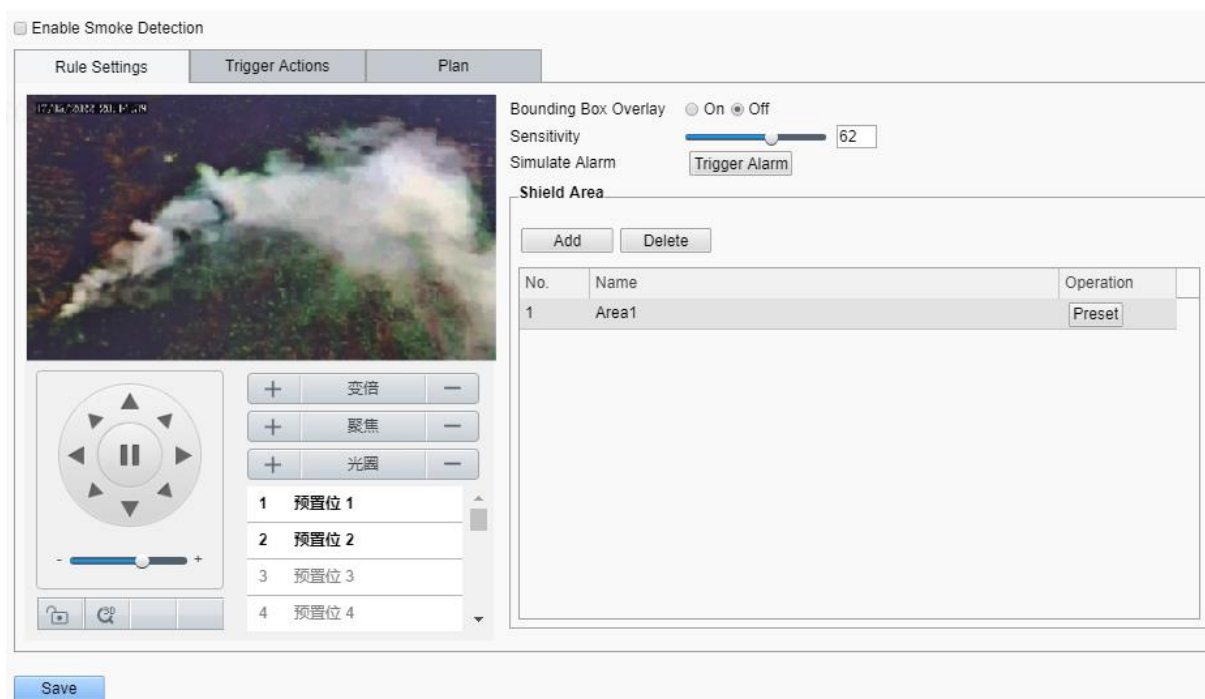 Enable Smoke Detection
Rule Settings
Trigger Actions
Plan
Bounding Box Overlay On Off
Sensitivity 62
Simulate Alarm Trigger Alarm
Shield Area
Add Delete
No. Name Operation
1 Area1 Preset
+ 变倍 −
+ 聚焦 −
+ 光圈 −
1 预置位 1
2 预置位 2
3 预置位 3
4 预置位 4
- +
3D
Save